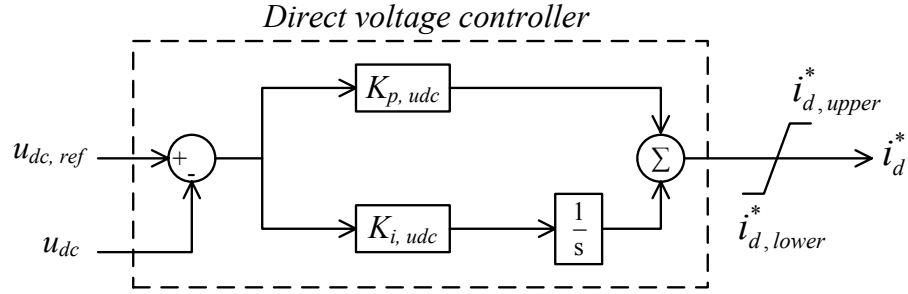 Direct voltage controller
K_{p, udc}
i^*_{d, upper}
u_{dc, ref}
+
-
Σ
i^*_d
u_{dc}
K_{i, udc}
1
s
i^*_{d, lower}